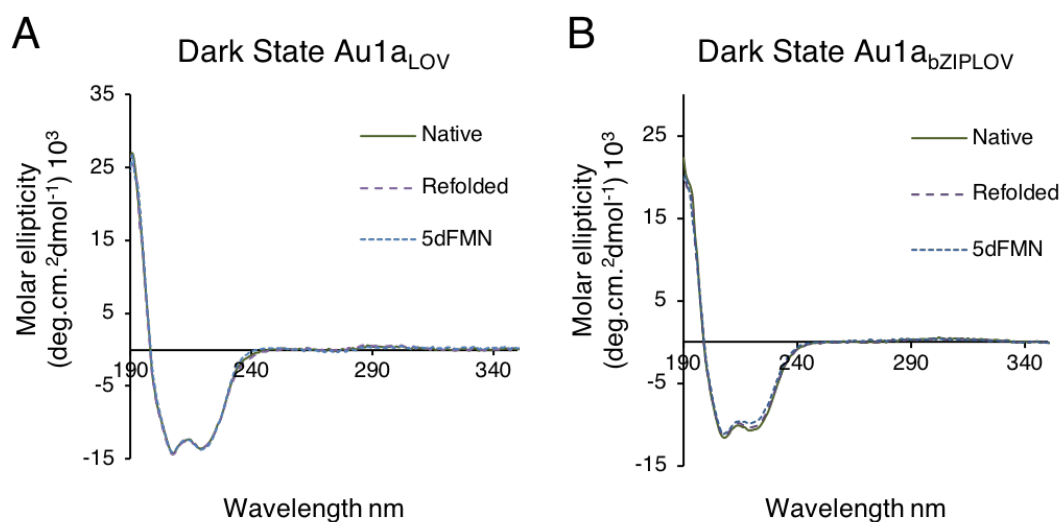 A
Dark State Au1aLOV
Molar ellipticity
(deg.cm.²dmol⁻¹) 10³
35
25
15
5
-5
-15
190
240
290
340
Native
Refolded
5dFMN
Wavelength nm
B
Dark State Au1abZIPLOV
Molar ellipticity
(deg.cm.²dmol⁻¹) 10³
25
15
5
-5
-15
190
240
290
340
Native
Refolded
5dFMN
Wavelength nm